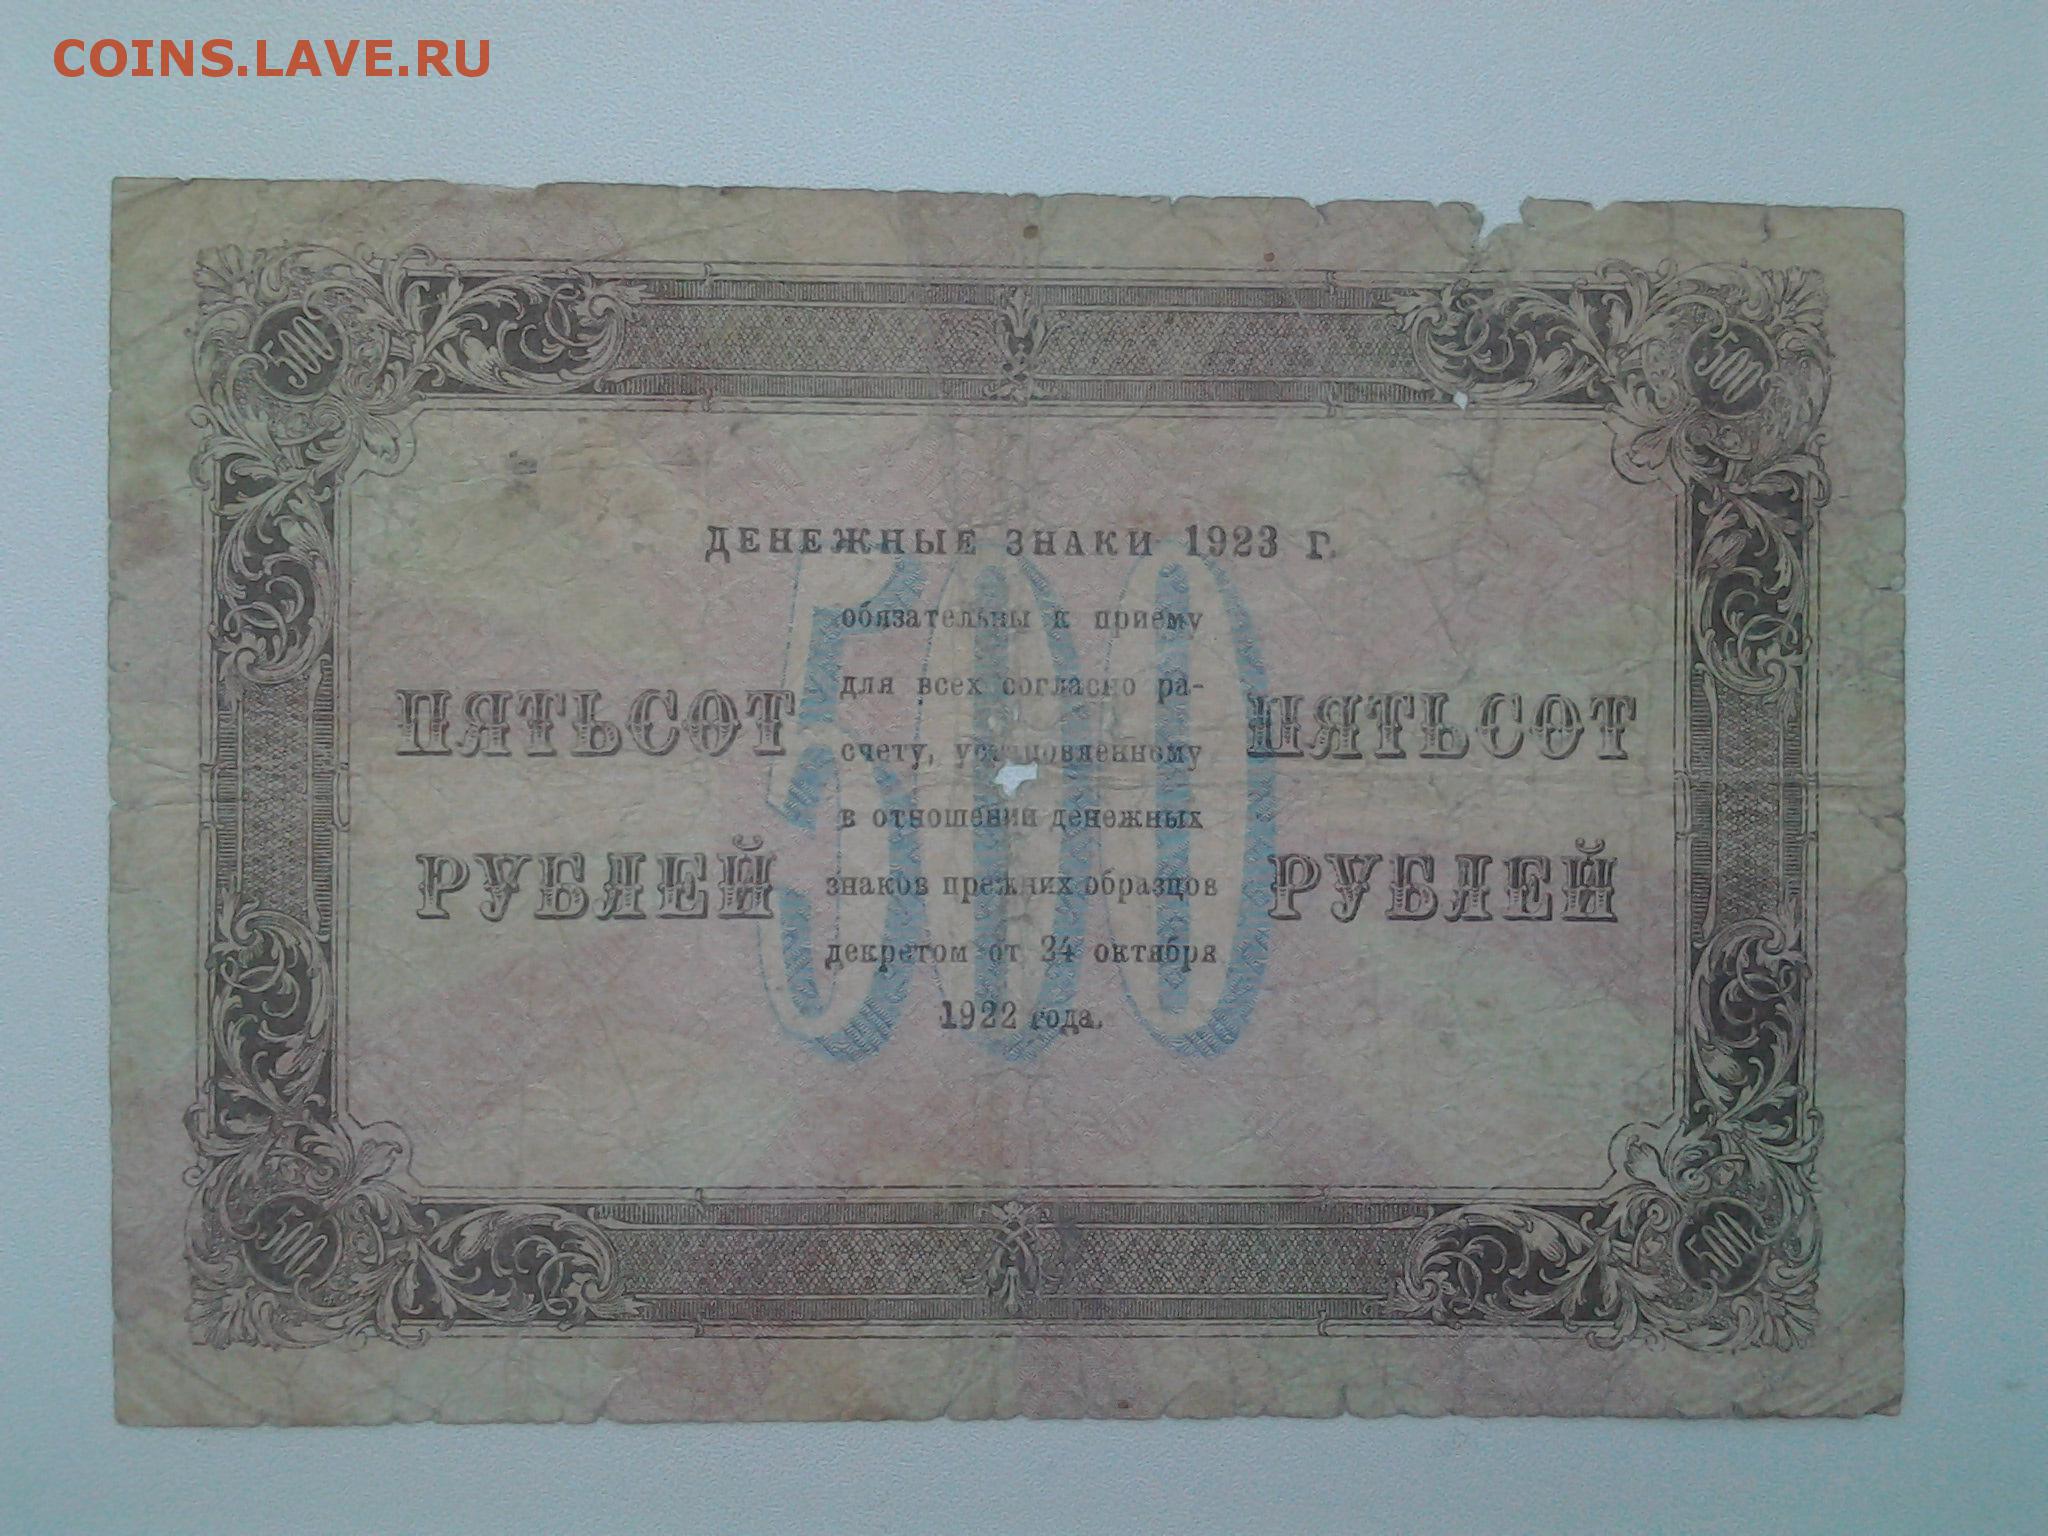 COINS.LAVE.RU
500 500
ДЕНЕЖНЫЕ ЗНАКИ 1923 Г.
обязательны к приему
для всех согласно ра-
ПЯТЬСОТ ПЯТЬСОТ
счету, установленному
в отношении денежных
РУБЛЕЙ РУБЛЕЙ
знаков прежних образцов
декретом от 24 октября
1922 года.
500
500 500